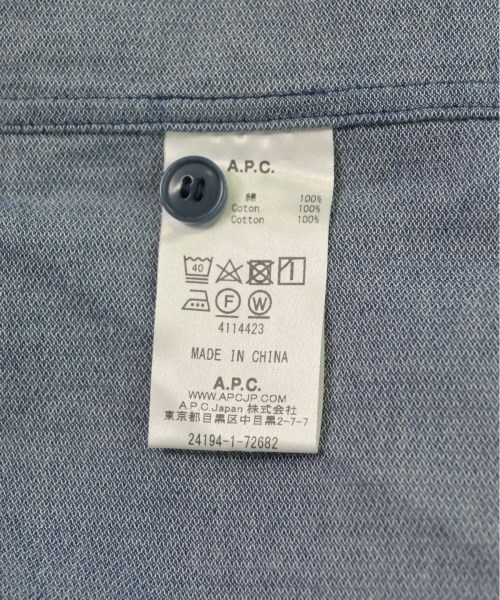 A.P.C.
綿 100%
Coton 100%
Cotton 100%
40
F W
4114423
MADE IN CHINA
A.P.C.
WWW.APCJP.COM
A.P.C Japan 株式会社
東京都目黒区中目黒2-7-7
24194-1-72682